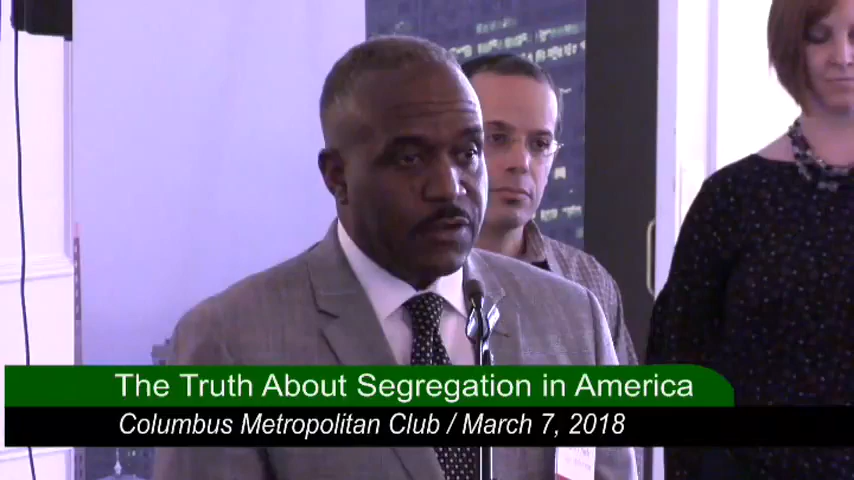 The Truth About Segregation in America
Columbus Metropolitan Club / March 7, 2018